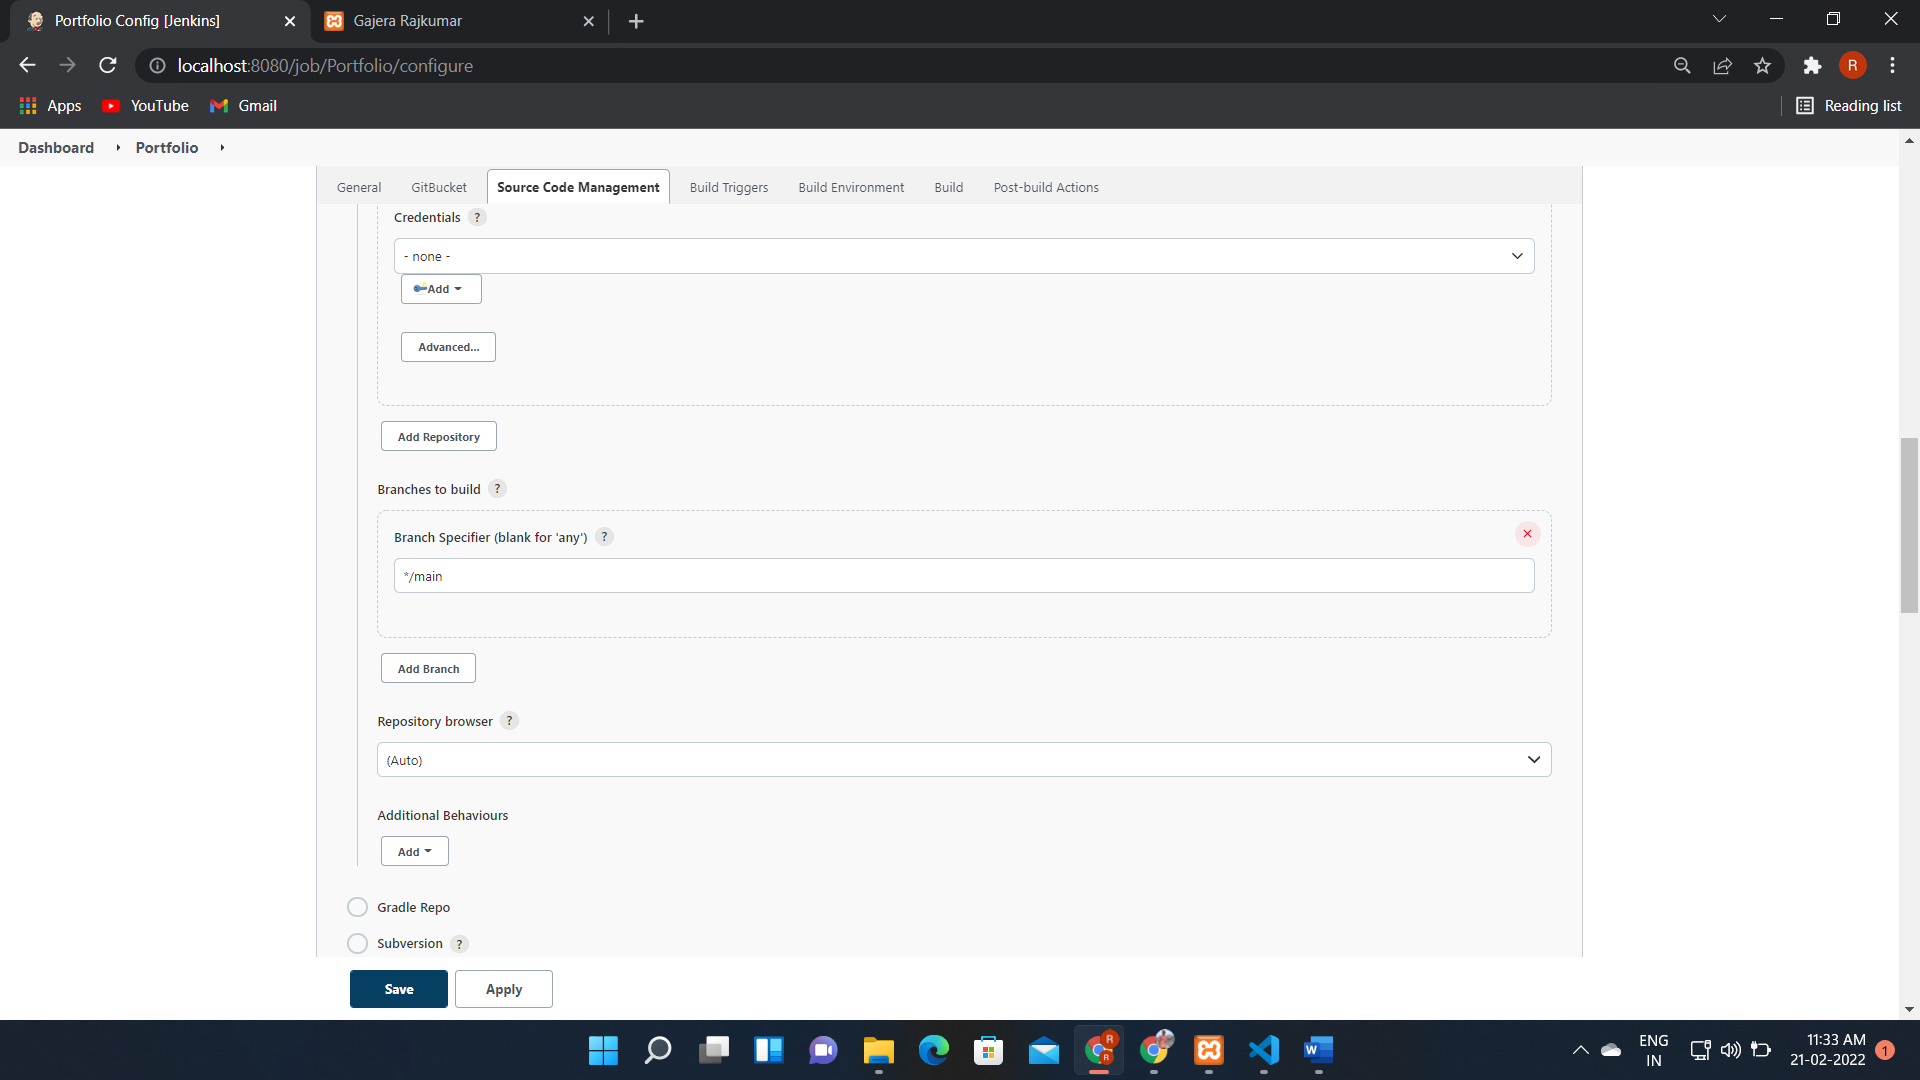 Portfolio Config [Jenkins]
Gajera Rajkumar
localhost:8080/job/Portfolio/configure
R
Apps
YouTube
Gmail
Reading list
Dashboard
Portfolio
General
GitBucket
Source Code Management
Build Triggers
Build Environment
Build
Post-build Actions
Credentials ?
- none -
Add
Advanced...
Add Repository
Branches to build ?
Branch Specifier (blank for 'any') ?
*/main
Add Branch
Repository browser ?
(Auto)
Additional Behaviours
Add
Gradle Repo
Subversion ?
Save
Apply
R
R
W
ENG
IN
11:33 AM
21-02-2022
1